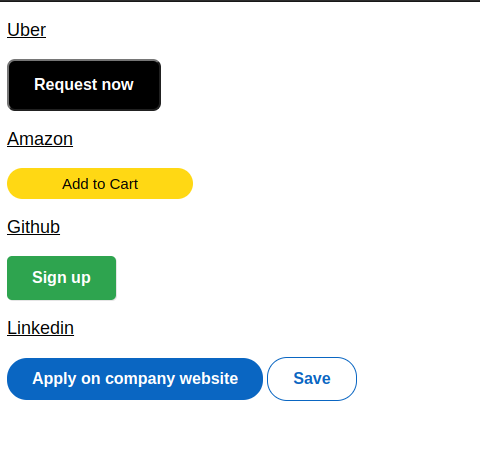 Uber
Request now
Amazon
Add to Cart
Github
Sign up
Linkedin
Apply on company website Save